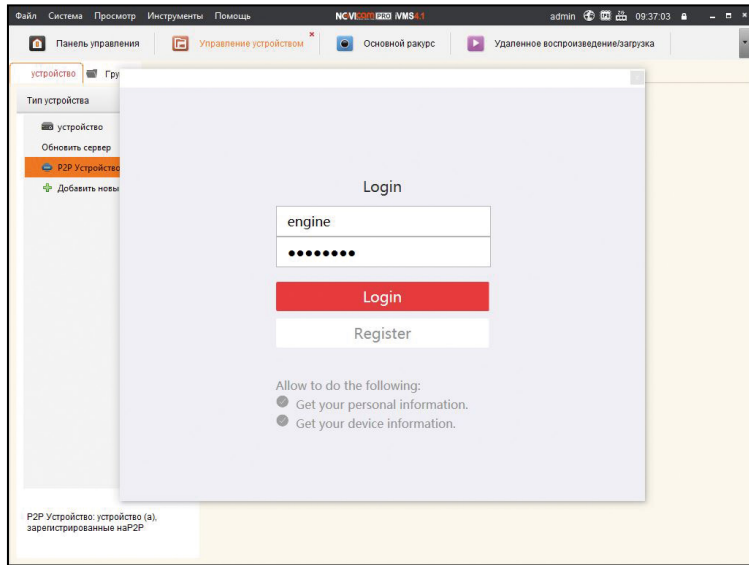 Файл Система Просмотр Инструменты Помощь NOVIcam PRO iVMS4.1 admin 09:37:03
Панель управления Управление устройством Основной ракурс Удаленное воспроизведение/загрузка
устройство Гру
Тип устройства
устройство
Обновить сервер
P2P Устройство
Добавить новы
Login
engine
Login
Register
Allow to do the following:
Get your personal information.
Get your device information.
P2P Устройство: устройство (а),
зарегистрированные наP2P